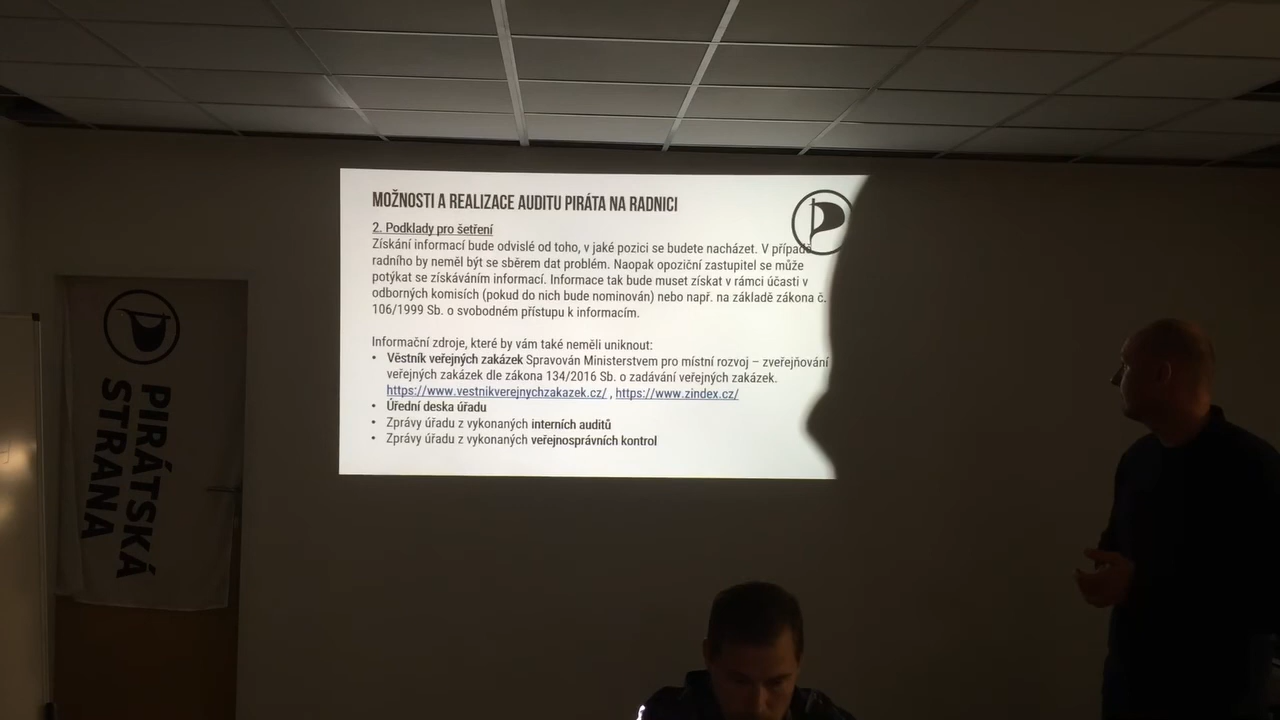 MOŽNOSTI A REALIZACE AUDITU PIRÁTA NA RADNICI
2. Podklady pro šetření
Získání informací bude odvislé od toho, v jaké pozici se budete nacházet. V případě
radního by neměl být se sběrem dat problém. Naopak opoziční zastupitel se může
potýkat se získáváním informací. Informace tak bude muset získat v rámci účasti v
odborných komisích (pokud do nich bude nominován) nebo např. na základě zákona č.
106/1999 Sb. o svobodném přístupu k informacím.
Informační zdroje, které by vám také neměli uniknout:
• Věstník veřejných zakázek Spravován Ministerstvem pro místní rozvoj – zveřejňování
veřejných zakázek dle zákona 134/2016 Sb. o zadávání veřejných zakázek.
https://www.vestnikverejnychzakazek.cz/ , https://www.zindex.cz/
• Úřední deska úřadu
• Zprávy úřadu z vykonaných interních auditů
• Zprávy úřadu z vykonaných veřejnosprávních kontrol
PIRÁTSKÁ
STRANA